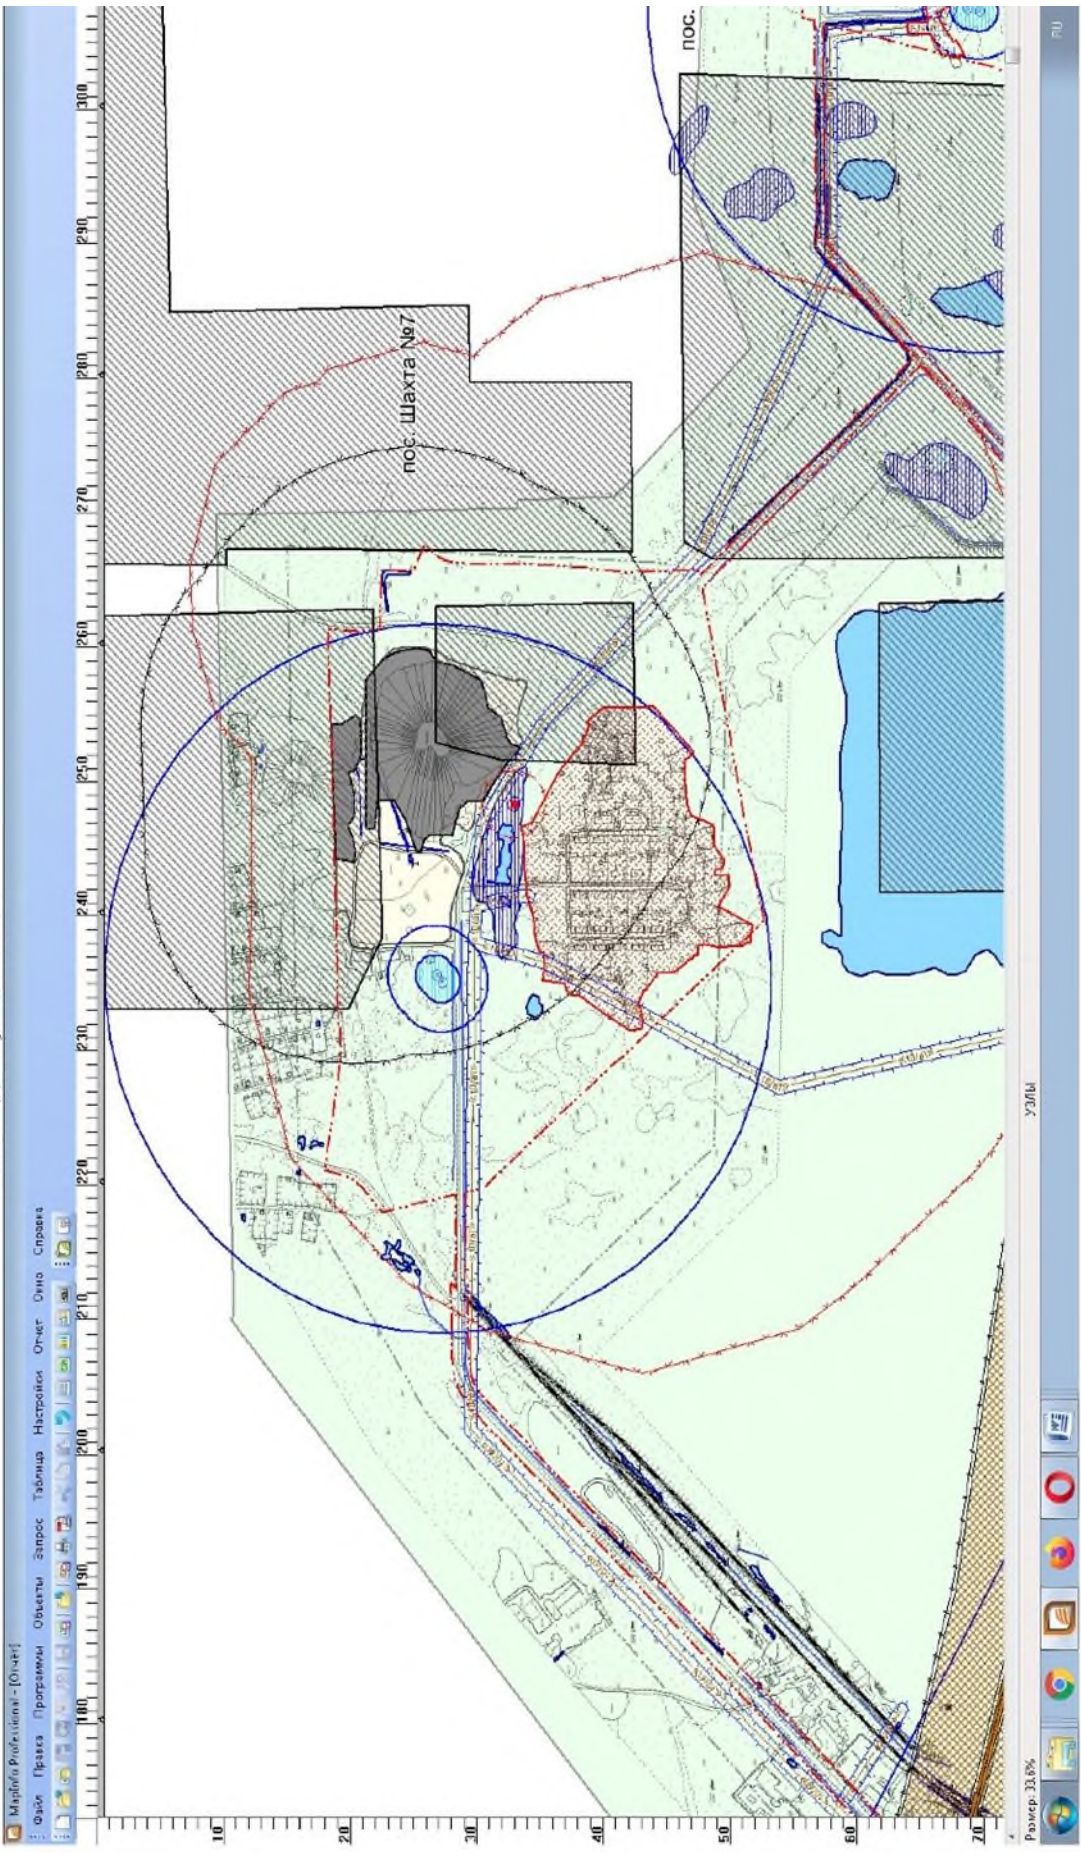 MapInfo Professional - [Отчет]
Файл Правка Программы Объекты Запрос Таблица Настройки Отчет Окно Справка
180 190 200 210 220 230 240 250 260 270 280 290 300
10
20
30
40
50
60
70
пос. Шахта №7
пос.
Размер: 33,6%
УЗЛЫ
RU